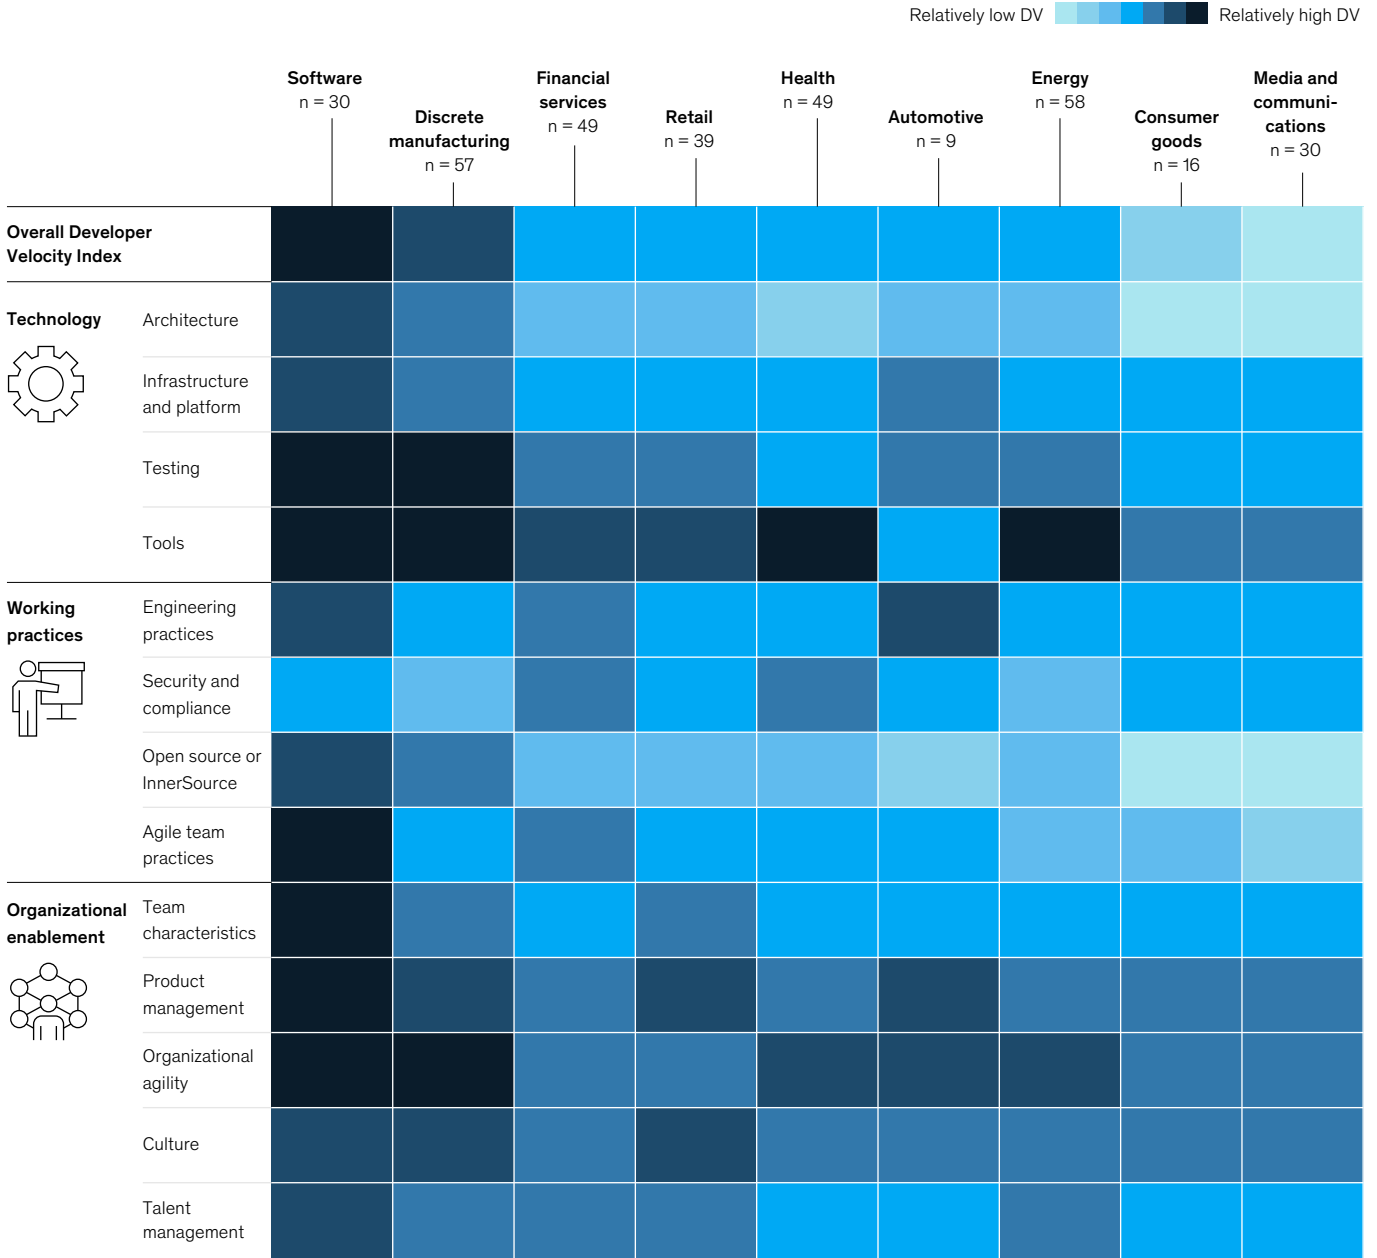 Relatively low DV
Relatively high DV
Software
n = 30
Discrete
manufacturing
n = 57
Financial
services
n = 49
Retail
n = 39
Health
n = 49
Automotive
n = 9
Energy
n = 58
Consumer
goods
n = 16
Media and
communi-
cations
n = 30
Overall Developer
Velocity Index
Technology
Architecture
Infrastructure
and platform
Testing
Tools
Working
practices
Engineering
practices
Security and
compliance
Open source or
InnerSource
Agile team
practices
Organizational
enablement
Team
characteristics
Product
management
Organizational
agility
Culture
Talent
management